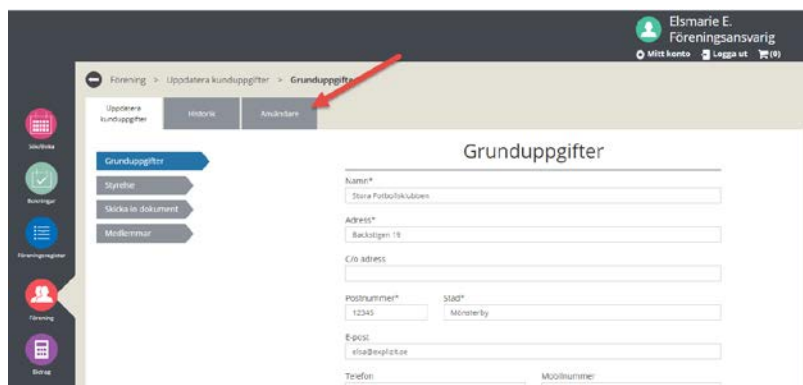 Elsmarie E.
Föreningsansvarig
Mitt konto Logga ut (0)
Förening > Uppdatera kunduppgifter > Grunduppgifter
Uppdatera
kunduppgifter
Historik
Användare
Sök/Boka
Bokningar
Föreningsregister
Förening
Bidrag
Grunduppgifter
Styrelse
Skicka in dokument
Medlemmar
Grunduppgifter
Namn*
Stora Fotbollsklubben
Adress*
Backstigen 19
C/o adress
Postnummer* Stad*
12345 Mönsterby
E-post
elsa@explizit.se
Telefon Mobilnummer